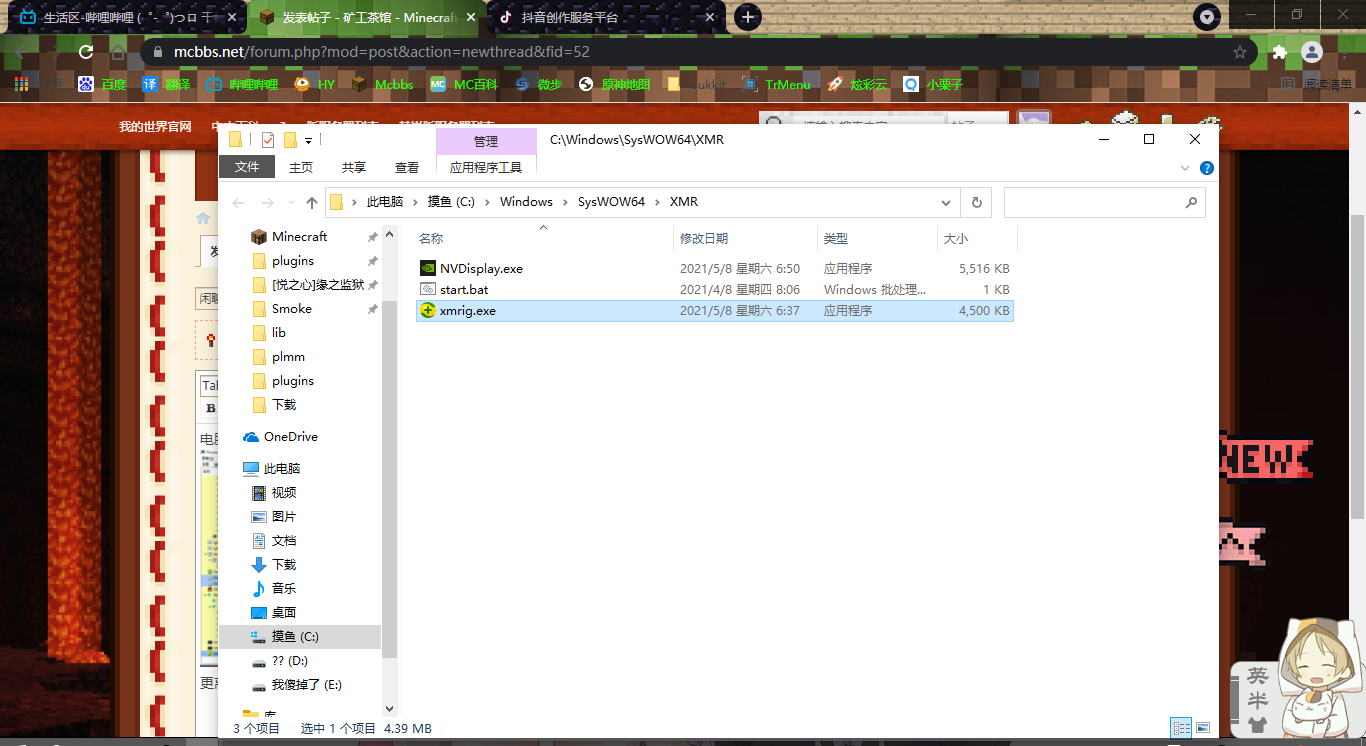 生活区-哔哩哔哩 ( ゜- ゜)つロ 干
发表帖子 - 矿工茶馆 - Minecraft
抖音创作服务平台
mcbbs.net/forum.php?mod=post&action=newthread&fid=52
百度 翻译 哔哩哔哩 HY Mcbbs MC百科 微步 原神地图 Bukkit TrMenu 炫彩云 小栗子 阅读清单
我的世界官网
管理
C:\Windows\SysWOW64\XMR
文件 主页 共享 查看 应用程序工具
此电脑 摸鱼 (C:) Windows SysWOW64 XMR
名称 修改日期 类型 大小
NVDisplay.exe 2021/5/8 星期六 6:50 应用程序 5,516 KB
start.bat 2021/4/8 星期四 8:06 Windows 批处理... 1 KB
xmrig.exe 2021/5/8 星期六 6:37 应用程序 4,500 KB
Minecraft
plugins
[悦之心]缘之监狱
Smoke
lib
plmm
plugins
下载
OneDrive
此电脑
视频
图片
文档
下载
音乐
桌面
摸鱼 (C:)
?? (D:)
我傻掉了 (E:)
库
3 个项目 选中 1 个项目 4.39 MB
发
闲聊
Tab
B
电脑
更
英
半